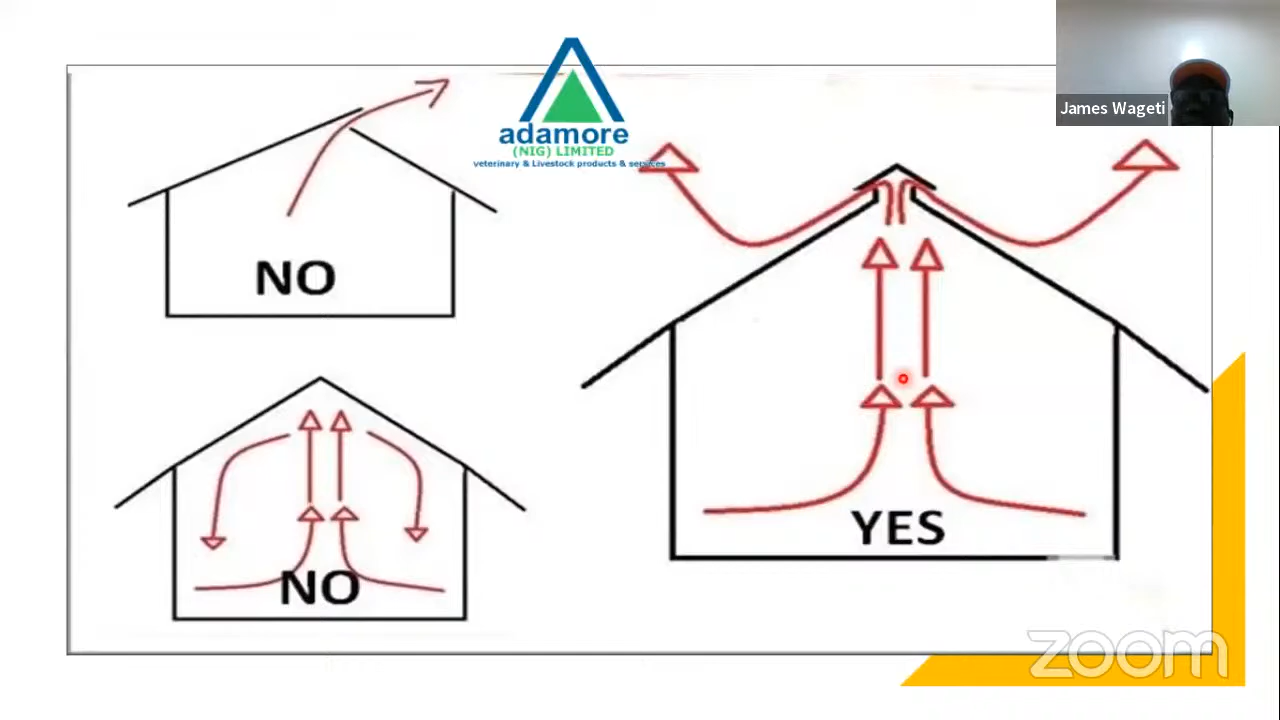 adamore
(NIG) LIMITED
veterinary & Livestock products & services
James Wageti
NO
NO
YES
zoom